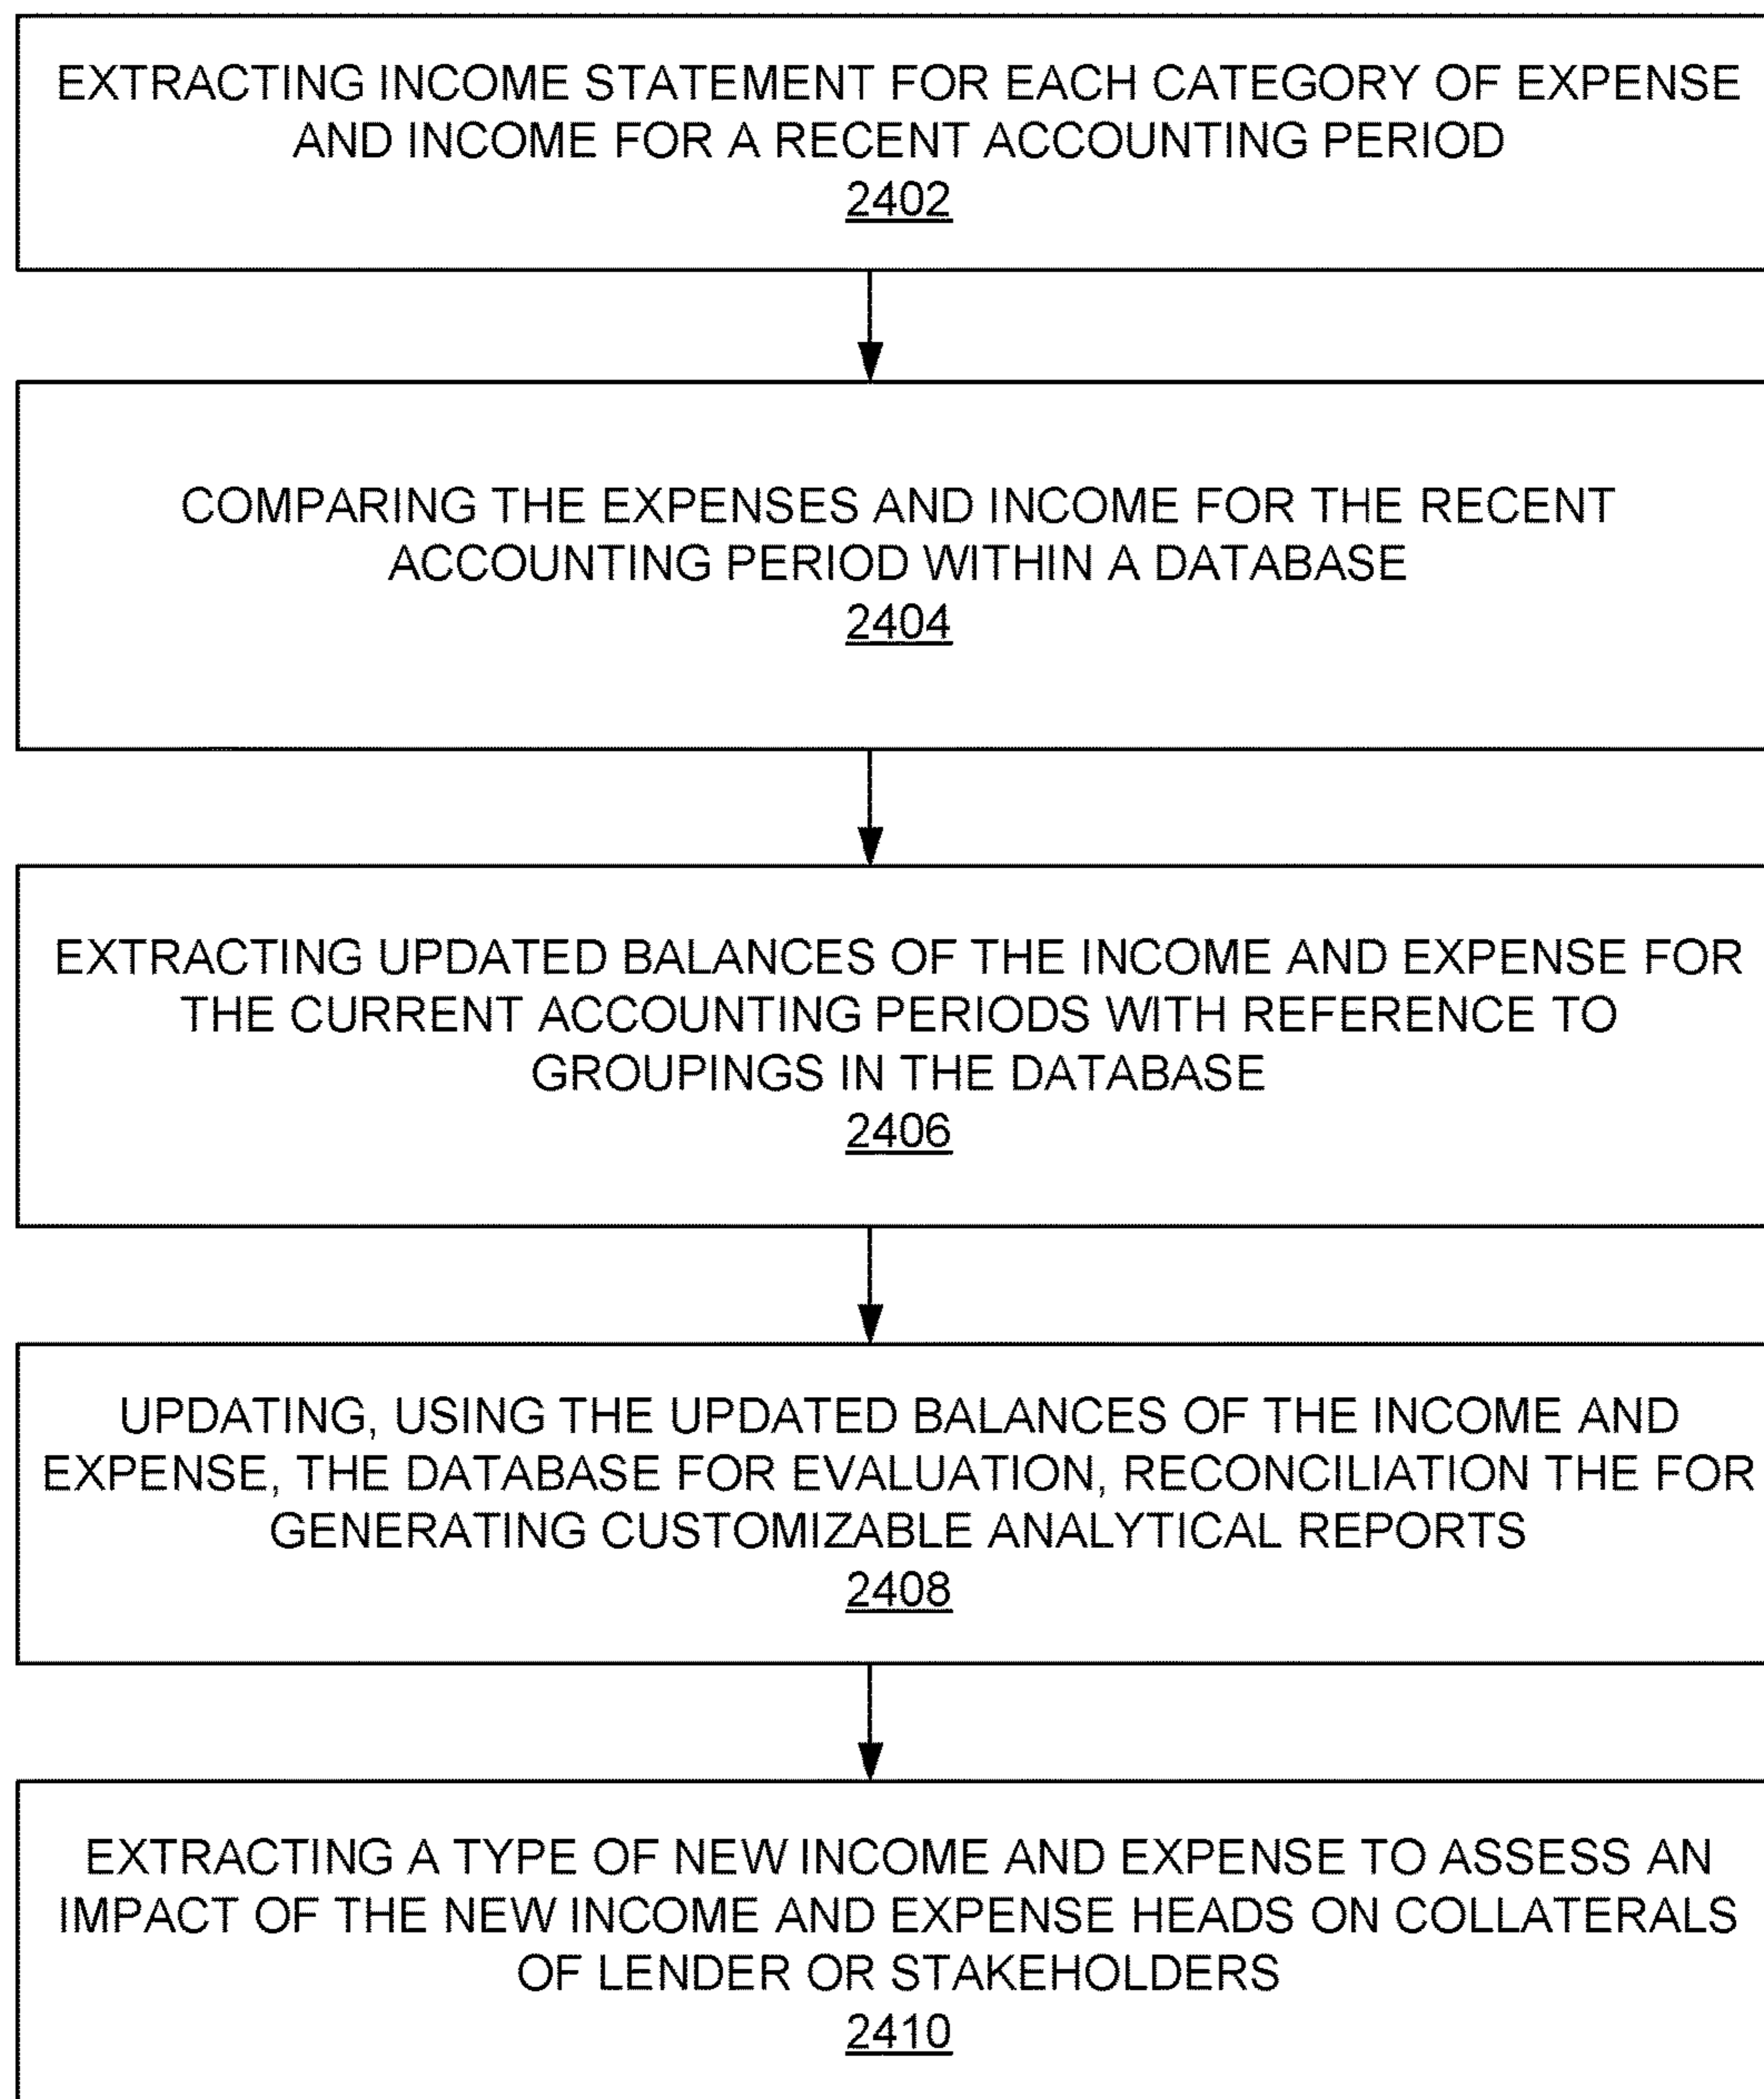 EXTRACTING INCOME STATEMENT FOR EACH CATEGORY OF EXPENSE
AND INCOME FOR A RECENT ACCOUNTING PERIOD
2402
COMPARING THE EXPENSES AND INCOME FOR THE RECENT
ACCOUNTING PERIOD WITHIN A DATABASE
2404
EXTRACTING UPDATED BALANCES OF THE INCOME AND EXPENSE FOR
THE CURRENT ACCOUNTING PERIODS WITH REFERENCE TO
GROUPINGS IN THE DATABASE
2406
UPDATING, USING THE UPDATED BALANCES OF THE INCOME AND
EXPENSE, THE DATABASE FOR EVALUATION, RECONCILIATION THE FOR
GENERATING CUSTOMIZABLE ANALYTICAL REPORTS
2408
EXTRACTING A TYPE OF NEW INCOME AND EXPENSE TO ASSESS AN
IMPACT OF THE NEW INCOME AND EXPENSE HEADS ON COLLATERALS
OF LENDER OR STAKEHOLDERS
2410